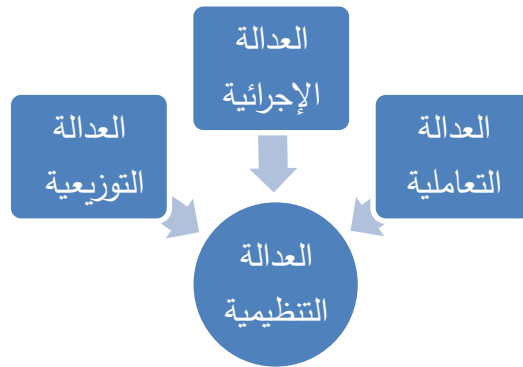 العدالة
الإجرائية
العدالة
التعاملية
العدالة
التوزيعية
العدالة
التنظيمية